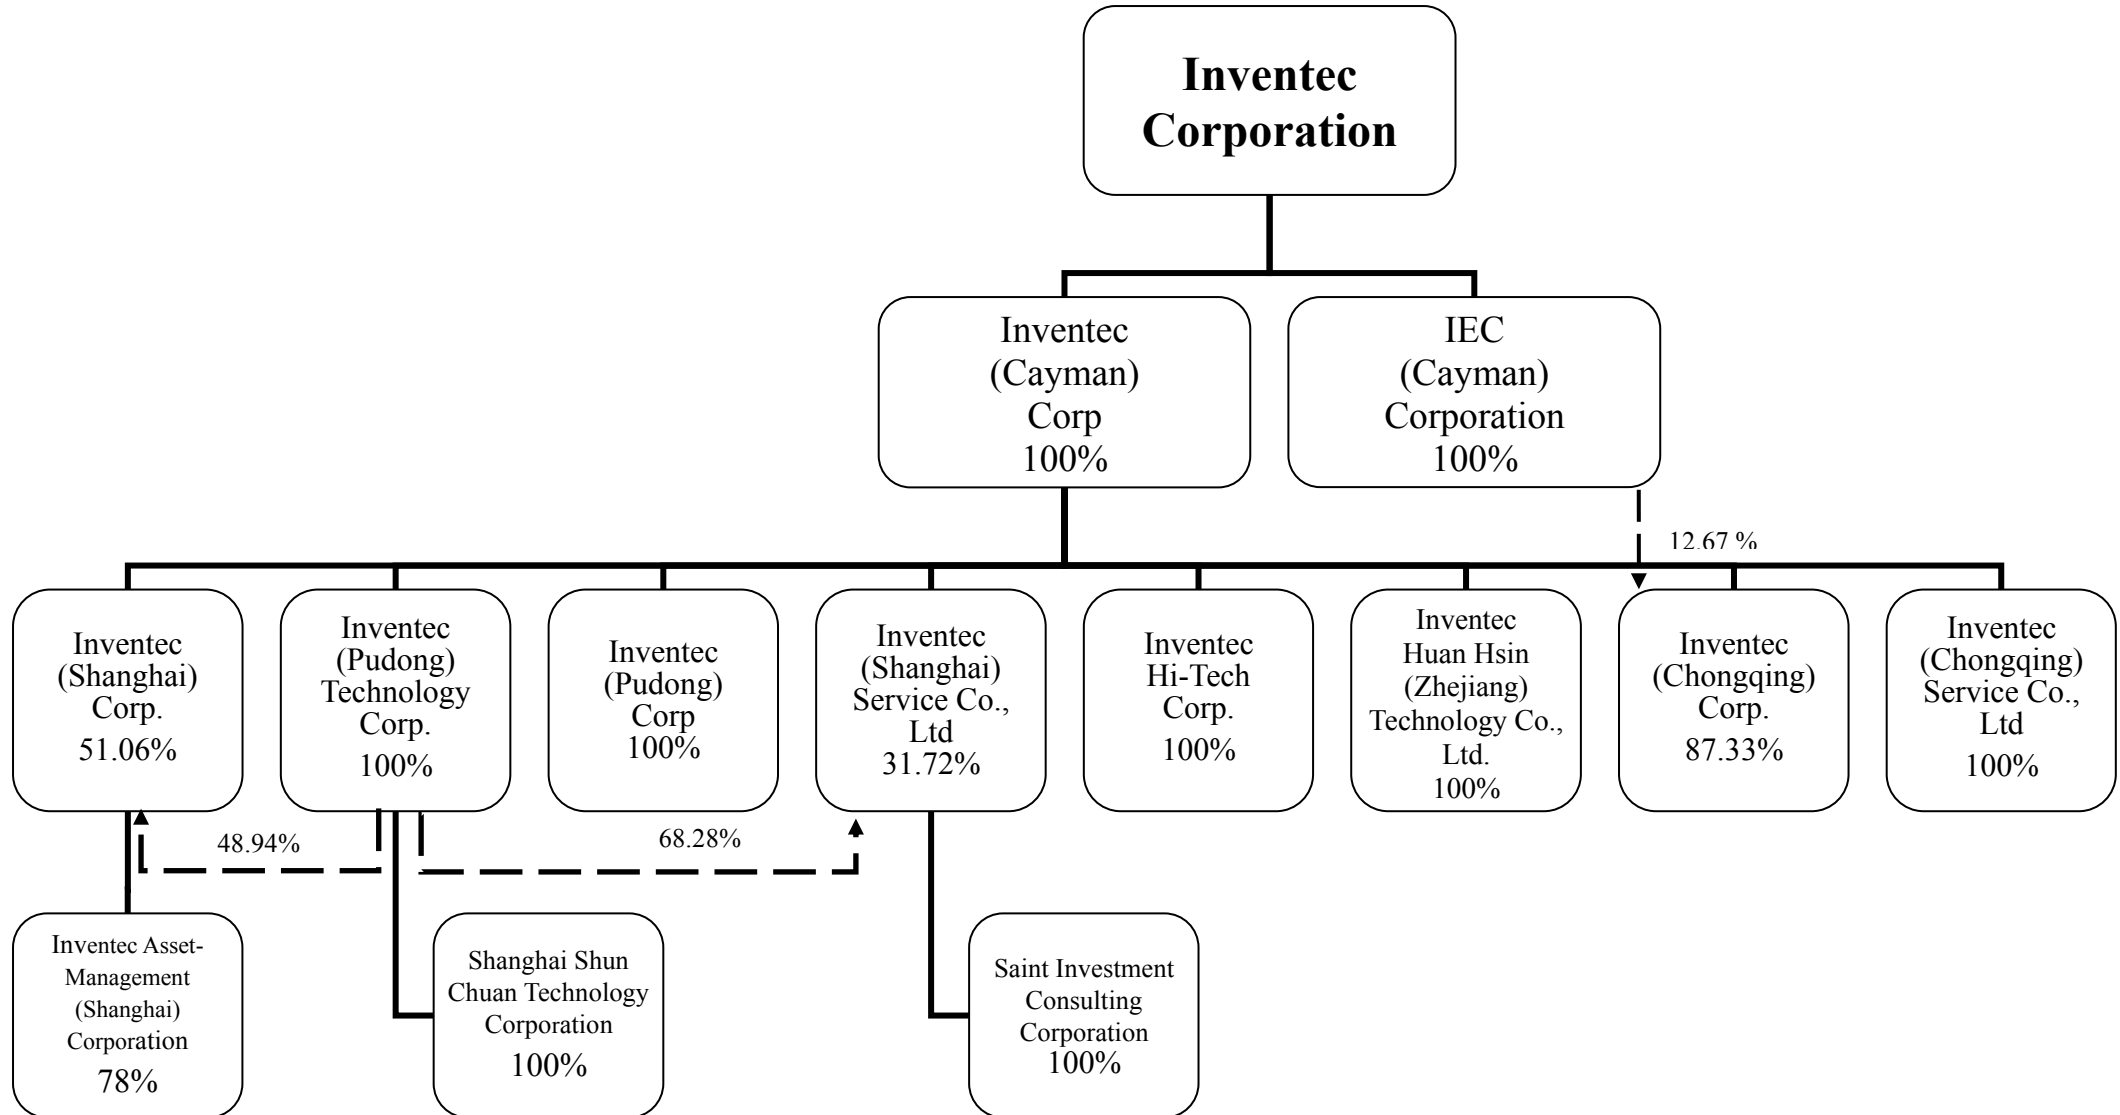 Inventec
Corporation
Inventec
(Cayman)
Corp
100%
IEC
(Cayman)
Corporation
100%
12.67 %
Inventec
(Shanghai)
Corp.
51.06%
Inventec
(Pudong)
Technology
Corp.
100%
Inventec
(Pudong)
Corp
100%
Inventec
(Shanghai)
Service Co.,
Ltd
31.72%
Inventec
Hi-Tech
Corp.
100%
Inventec
Huan Hsin
(Zhejiang)
Technology Co.,
Ltd.
100%
Inventec
(Chongqing)
Corp.
87.33%
Inventec
(Chongqing)
Service Co.,
Ltd
100%
48.94%
68.28%
Inventec Asset-
Management
(Shanghai)
Corporation
78%
Shanghai Shun
Chuan Technology
Corporation
100%
Saint Investment
Consulting
Corporation
100%